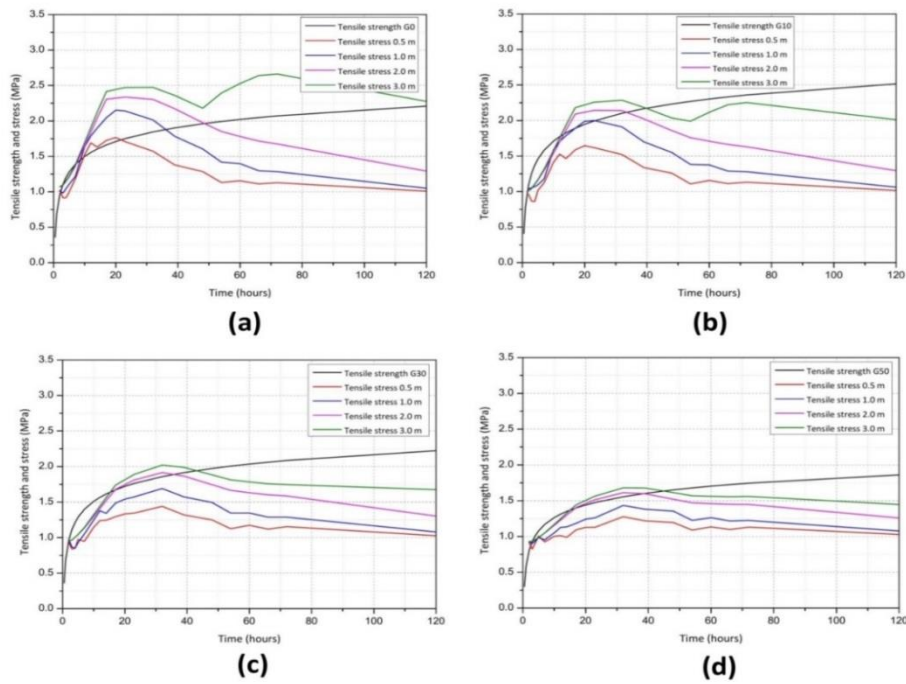 3.5
3.0
2.5
2.0
1.5
1.0
0.5
0.0
Tensile strength and stress (MPa)
Tensile strength G0
Tensile stress 0.5 m
Tensile stress 1.0 m
Tensile stress 2.0 m
Tensile stress 3.0 m
0 20 40 60 80 100 120
Time (hours)
(a)
3.5
3.0
2.5
2.0
1.5
1.0
0.5
0.0
Tensile strength and stress (MPa)
Tensile strength G10
Tensile stress 0.5 m
Tensile stress 1.0 m
Tensile stress 2.0 m
Tensile stress 3.0 m
0 20 40 60 80 100 120
Time (hours)
(b)
3.5
3.0
2.5
2.0
1.5
1.0
0.5
0.0
Tensile strength and stress (MPa)
Tensile strength G30
Tensile stress 0.5 m
Tensile stress 1.0 m
Tensile stress 2.0 m
Tensile stress 3.0 m
0 20 40 60 80 100 120
Time (hours)
(c)
3.5
3.0
2.5
2.0
1.5
1.0
0.5
0.0
Tensile strength and stress (MPa)
Tensile strength G50
Tensile stress 0.5 m
Tensile stress 1.0 m
Tensile stress 2.0 m
Tensile stress 3.0 m
0 20 40 60 80 100 120
Time (hours)
(d)